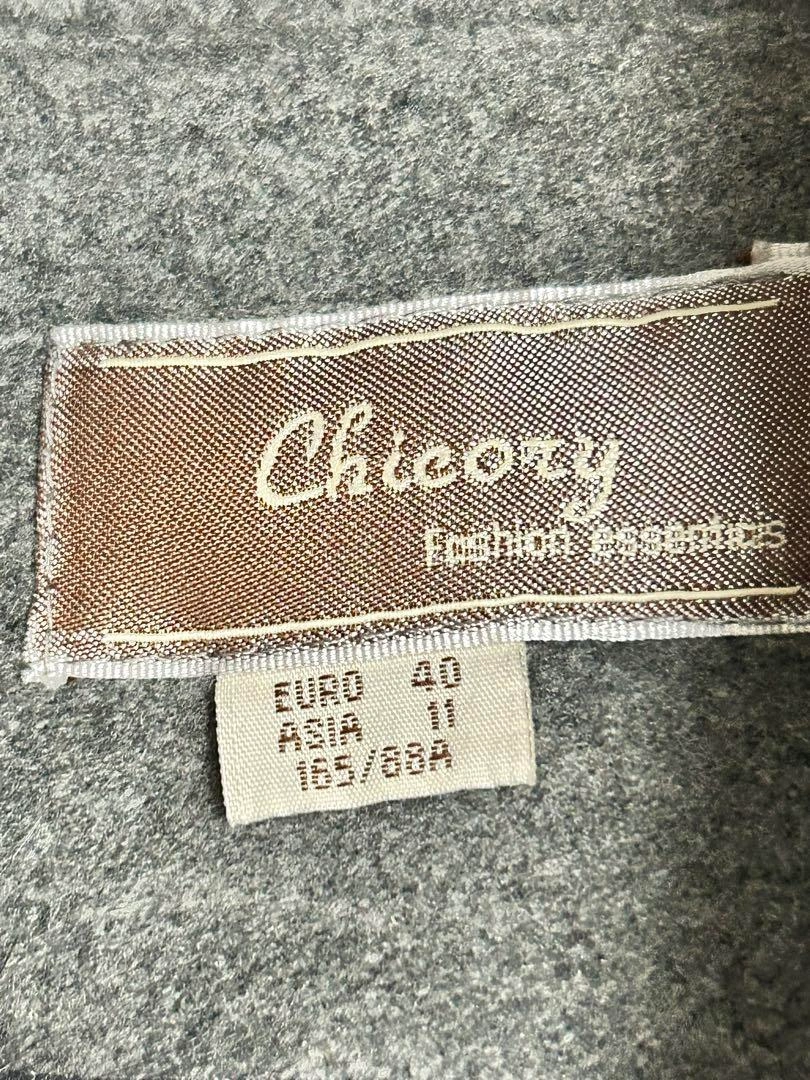 Chicory
Fashion essentials
EURO 40
ASIA 11
165/88A